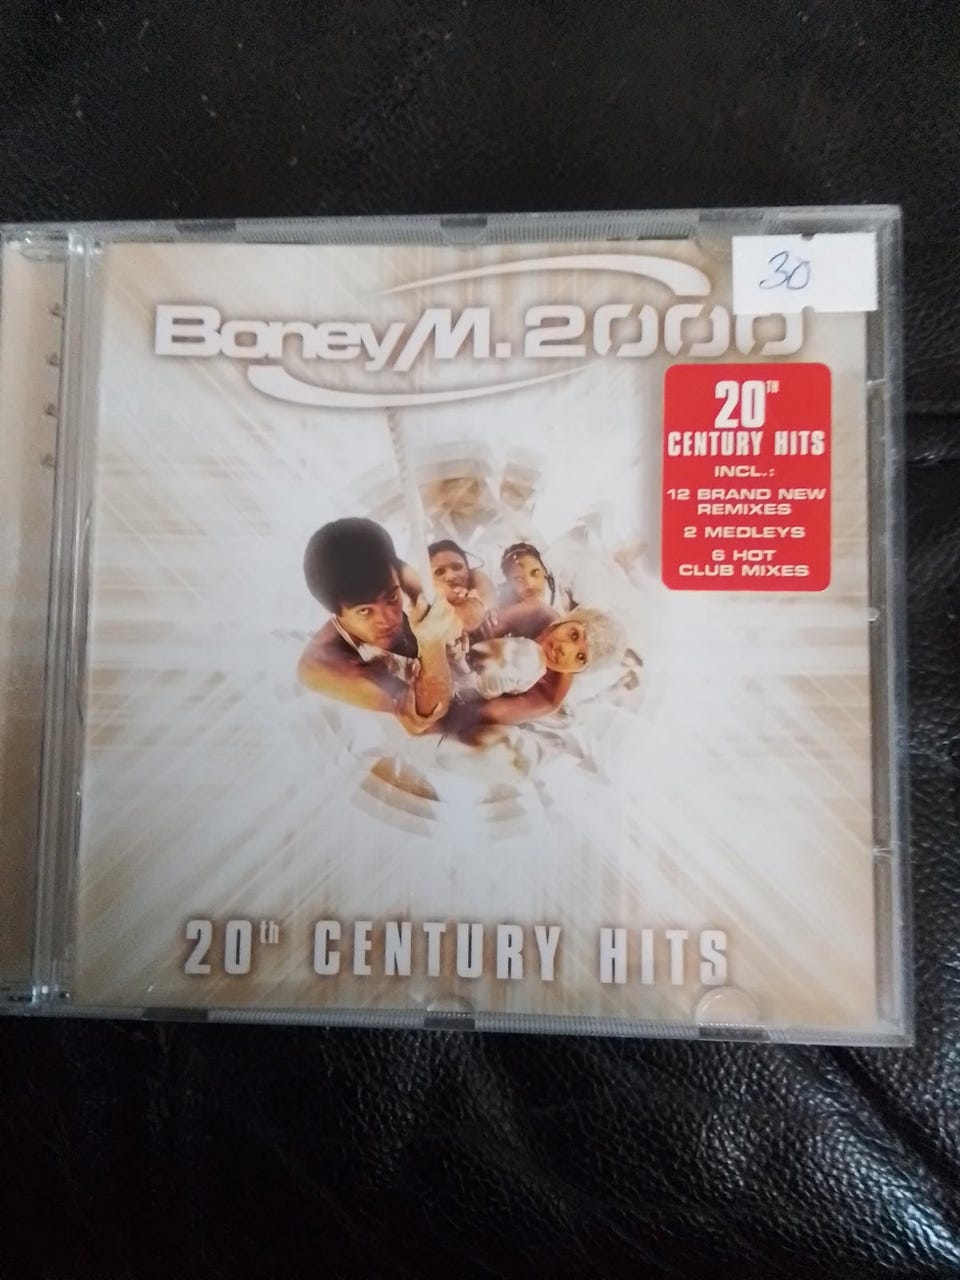 30
Boney M. 2000
20TH
CENTURY HITS
INCL.:
12 BRAND NEW
REMIXES
2 MEDLEYS
6 HOT
CLUB MIXES
20th CENTURY HITS